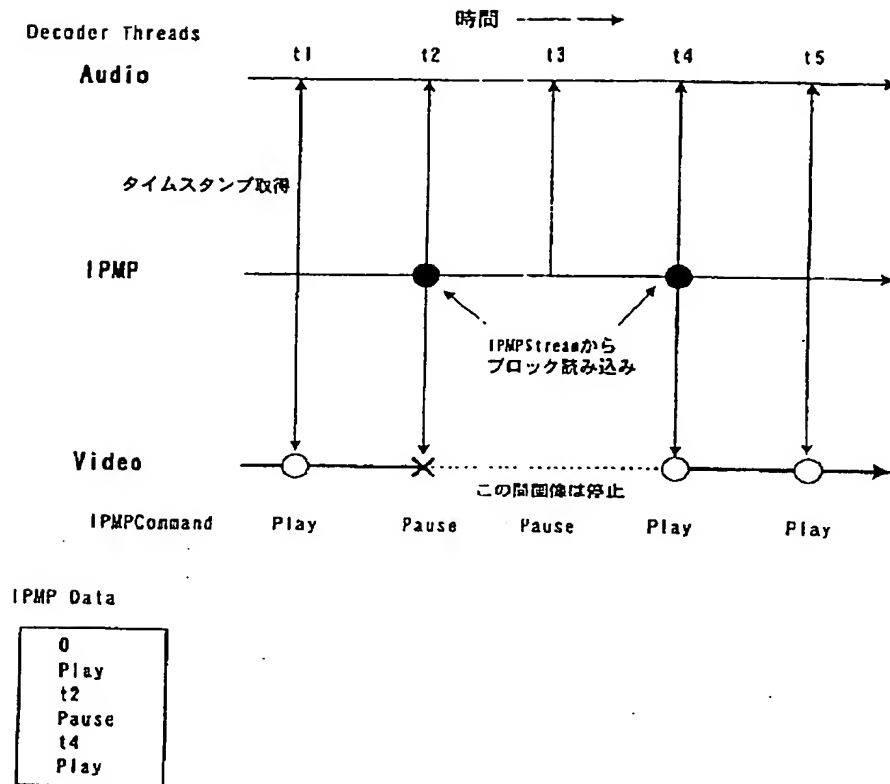 時間
Decoder Threads
t1 t2 t3 t4 t5
Audio
タイムスタンプ取得
IPMP
IPMPStreamから
ブロック読み込み
Video
この間画像は停止
IPMPCommand Play Pause Pause Play Play
IPMP Data
0
Play
t2
Pause
t4
Play